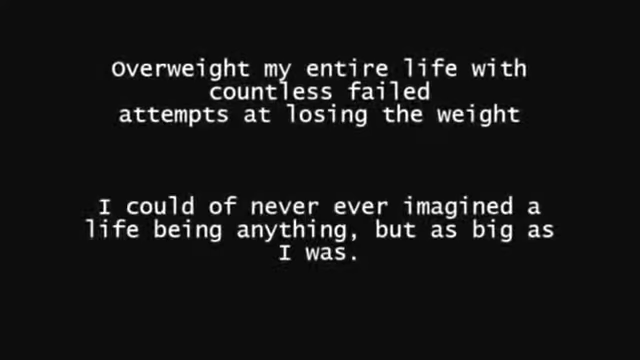 Overweight my entire life with
countless failed
attempts at losing the weight
I could of never ever imagined a
life being anything, but as big as
I was.